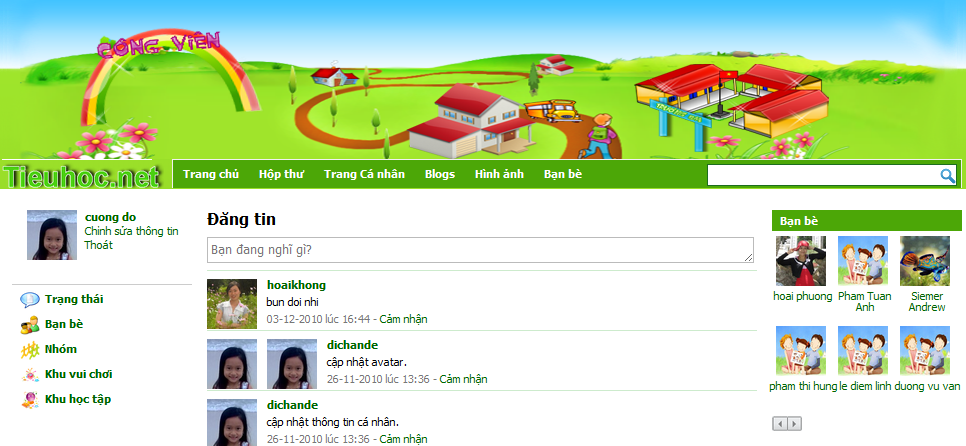 CÔNG VIÊN
Tieuhoc.net
Trang chủ
Hộp thư
Trang Cá nhân
Blogs
Hình ảnh
Bạn bè
cuong do
Chinh sửa thông tin
Thoát
Trạng thái
Bạn bè
Nhóm
Khu vui chơi
Khu học tập
Đăng tin
Bạn đang nghĩ gì?
hoaikhong
bun doi nhi
03-12-2010 lúc 16:44 - Cảm nhận
dichande
cập nhật avatar.
26-11-2010 lúc 13:36 - Cảm nhận
dichande
cập nhật thông tin cá nhân.
26-11-2010 lúc 13:36 - Cảm nhận
Bạn bè
hoai phuong
Pham Tuan
Anh
Siemer
Andrew
pham thi hung
le diem linh
duong vu van